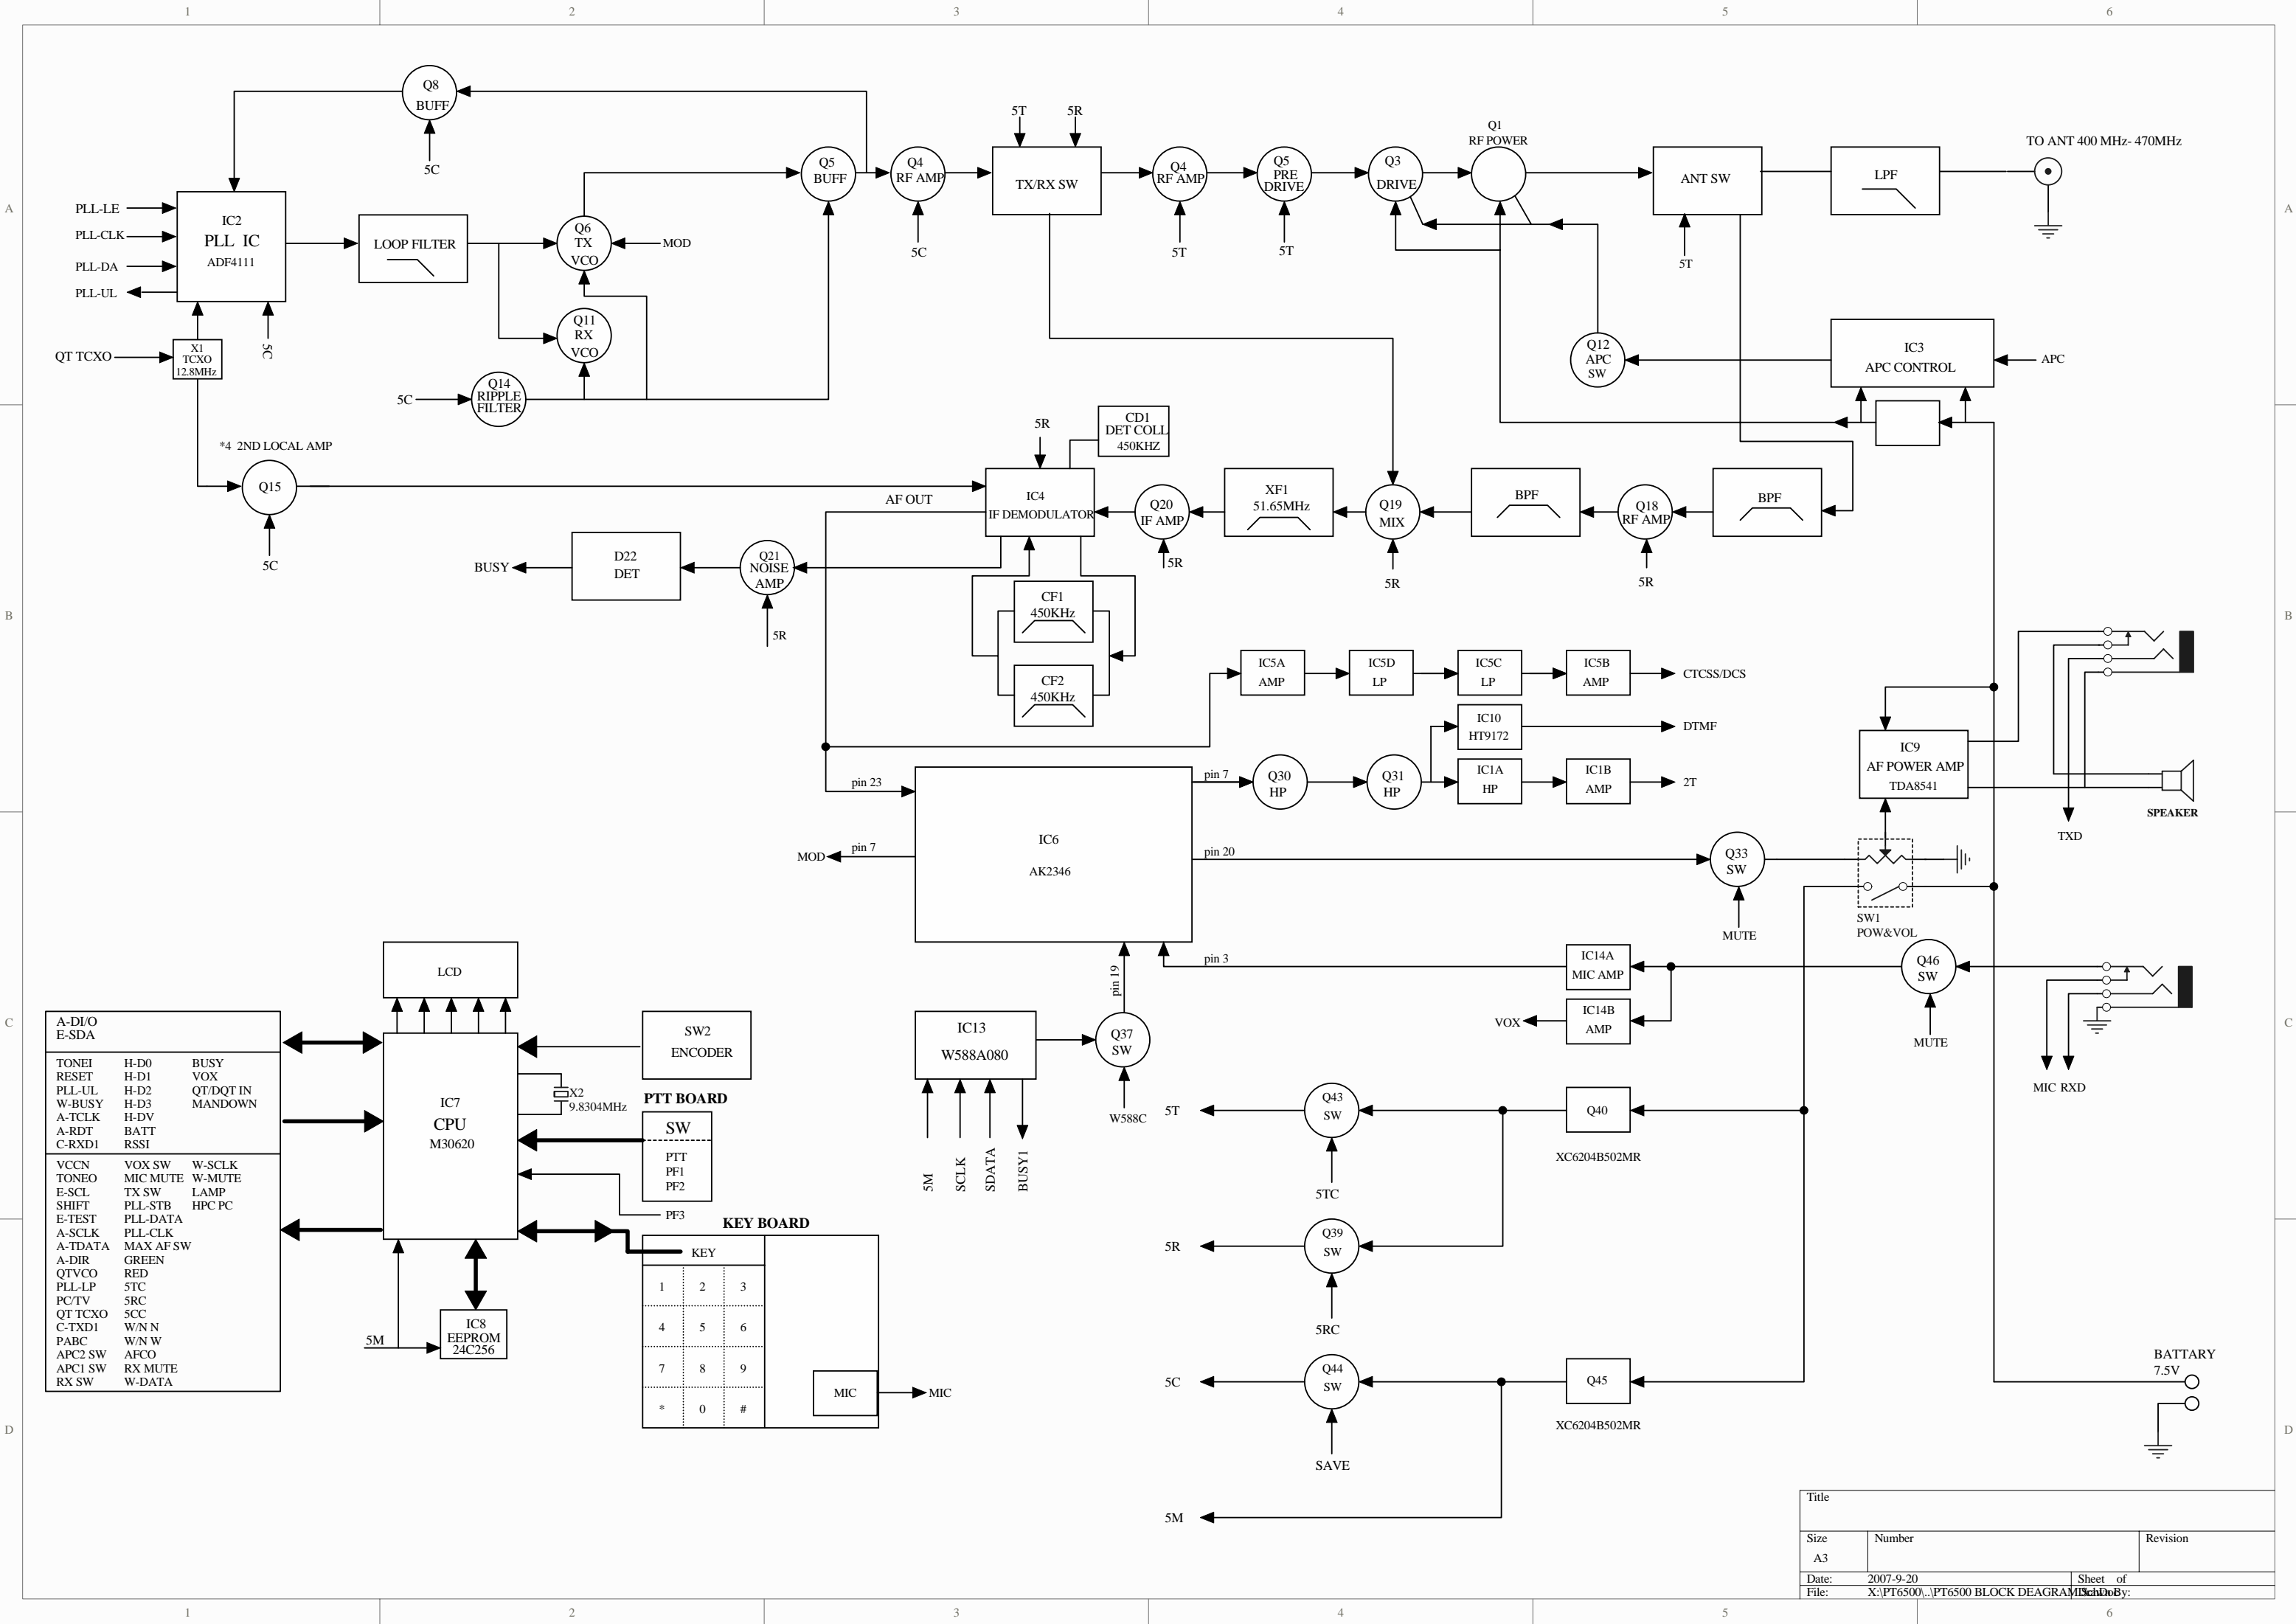 1 2 3 4 5 6
A
B
C
D
Q8
BUFF
5C
PLL-LE
PLL-CLK
PLL-DA
PLL-UL
IC2
PLL IC
ADF4111
QT TCXO
X1
TCXO
12.8MHz
5C
LOOP FILTER
Q6
TX
VCO
MOD
Q11
RX
VCO
5C
Q14
RIPPLE
FILTER
Q5
BUFF
Q4
RF AMP
5C
5T
5R
TX/RX SW
Q4
RF AMP
5T
Q5
PRE
DRIVE
5T
Q3
DRIVE
Q1
RF POWER
ANT SW
5T
LPF
TO ANT 400 MHz- 470MHz
Q12
APC
SW
IC3
APC CONTROL
APC
*4 2ND LOCAL AMP
Q15
5C
5R
CD1
DET COLL
450KHZ
AF OUT
IC4
IF DEMODULATOR
Q20
IF AMP
5R
XF1
51.65MHz
Q19
MIX
5R
BPF
Q18
RF AMP
5R
BPF
BUSY
D22
DET
Q21
NOISE
AMP
5R
CF1
450KHz
CF2
450KHz
IC5A
AMP
IC5D
LP
IC5C
LP
IC5B
AMP
CTCSS/DCS
IC10
HT9172
DTMF
pin 23
pin 7
Q30
HP
Q31
HP
IC1A
HP
IC1B
AMP
2T
IC9
AF POWER AMP
TDA8541
SPEAKER
TXD
MOD
pin 7
IC6
AK2346
pin 20
Q33
SW
MUTE
SW1
POW&VOL
pin 3
pin 19
IC14A
MIC AMP
IC14B
AMP
VOX
Q46
SW
MUTE
MIC RXD
LCD
IC7
CPU
M30620
SW2
ENCODER
X2
9.8304MHz
PTT BOARD
SW
PTT
PF1
PF2
PF3
IC13
W588A080
Q37
SW
W588C
5M
SCLK
SDATA
BUSY1
A-DI/O
E-SDA
TONEI H-D0 BUSY
RESET H-D1 VOX
PLL-UL H-D2 QT/DQT IN
W-BUSY H-D3 MANDOWN
A-TCLK H-DV
A-RDT BATT
C-RXD1 RSSI
VCCN VOX SW W-SCLK
TONEO MIC MUTE W-MUTE
E-SCL TX SW LAMP
SHIFT PLL-STB HPC PC
E-TEST PLL-DATA
A-SCLK PLL-CLK
A-TDATA MAX AF SW
A-DIR GREEN
QTVCO RED
PLL-LP 5TC
PC/TV 5RC
QT TCXO 5CC
C-TXD1 W/N N
PABC W/N W
APC2 SW AFCO
APC1 SW RX MUTE
RX SW W-DATA
5M
IC8
EEPROM
24C256
KEY BOARD
KEY
1 2 3
4 5 6
7 8 9
* 0 #
MIC
MIC
5T
Q43
SW
5TC
Q40
XC6204B502MR
5R
Q39
SW
5RC
5C
Q44
SW
SAVE
Q45
XC6204B502MR
5M
BATTARY
7.5V
Title
Size
A3
Number
Revision
Date: 2007-9-20 Sheet of
File: X:\PT6500\..\PT6500 BLOCK DEAGRAM By:
1 2 3 4 5 6
A
B
C
D